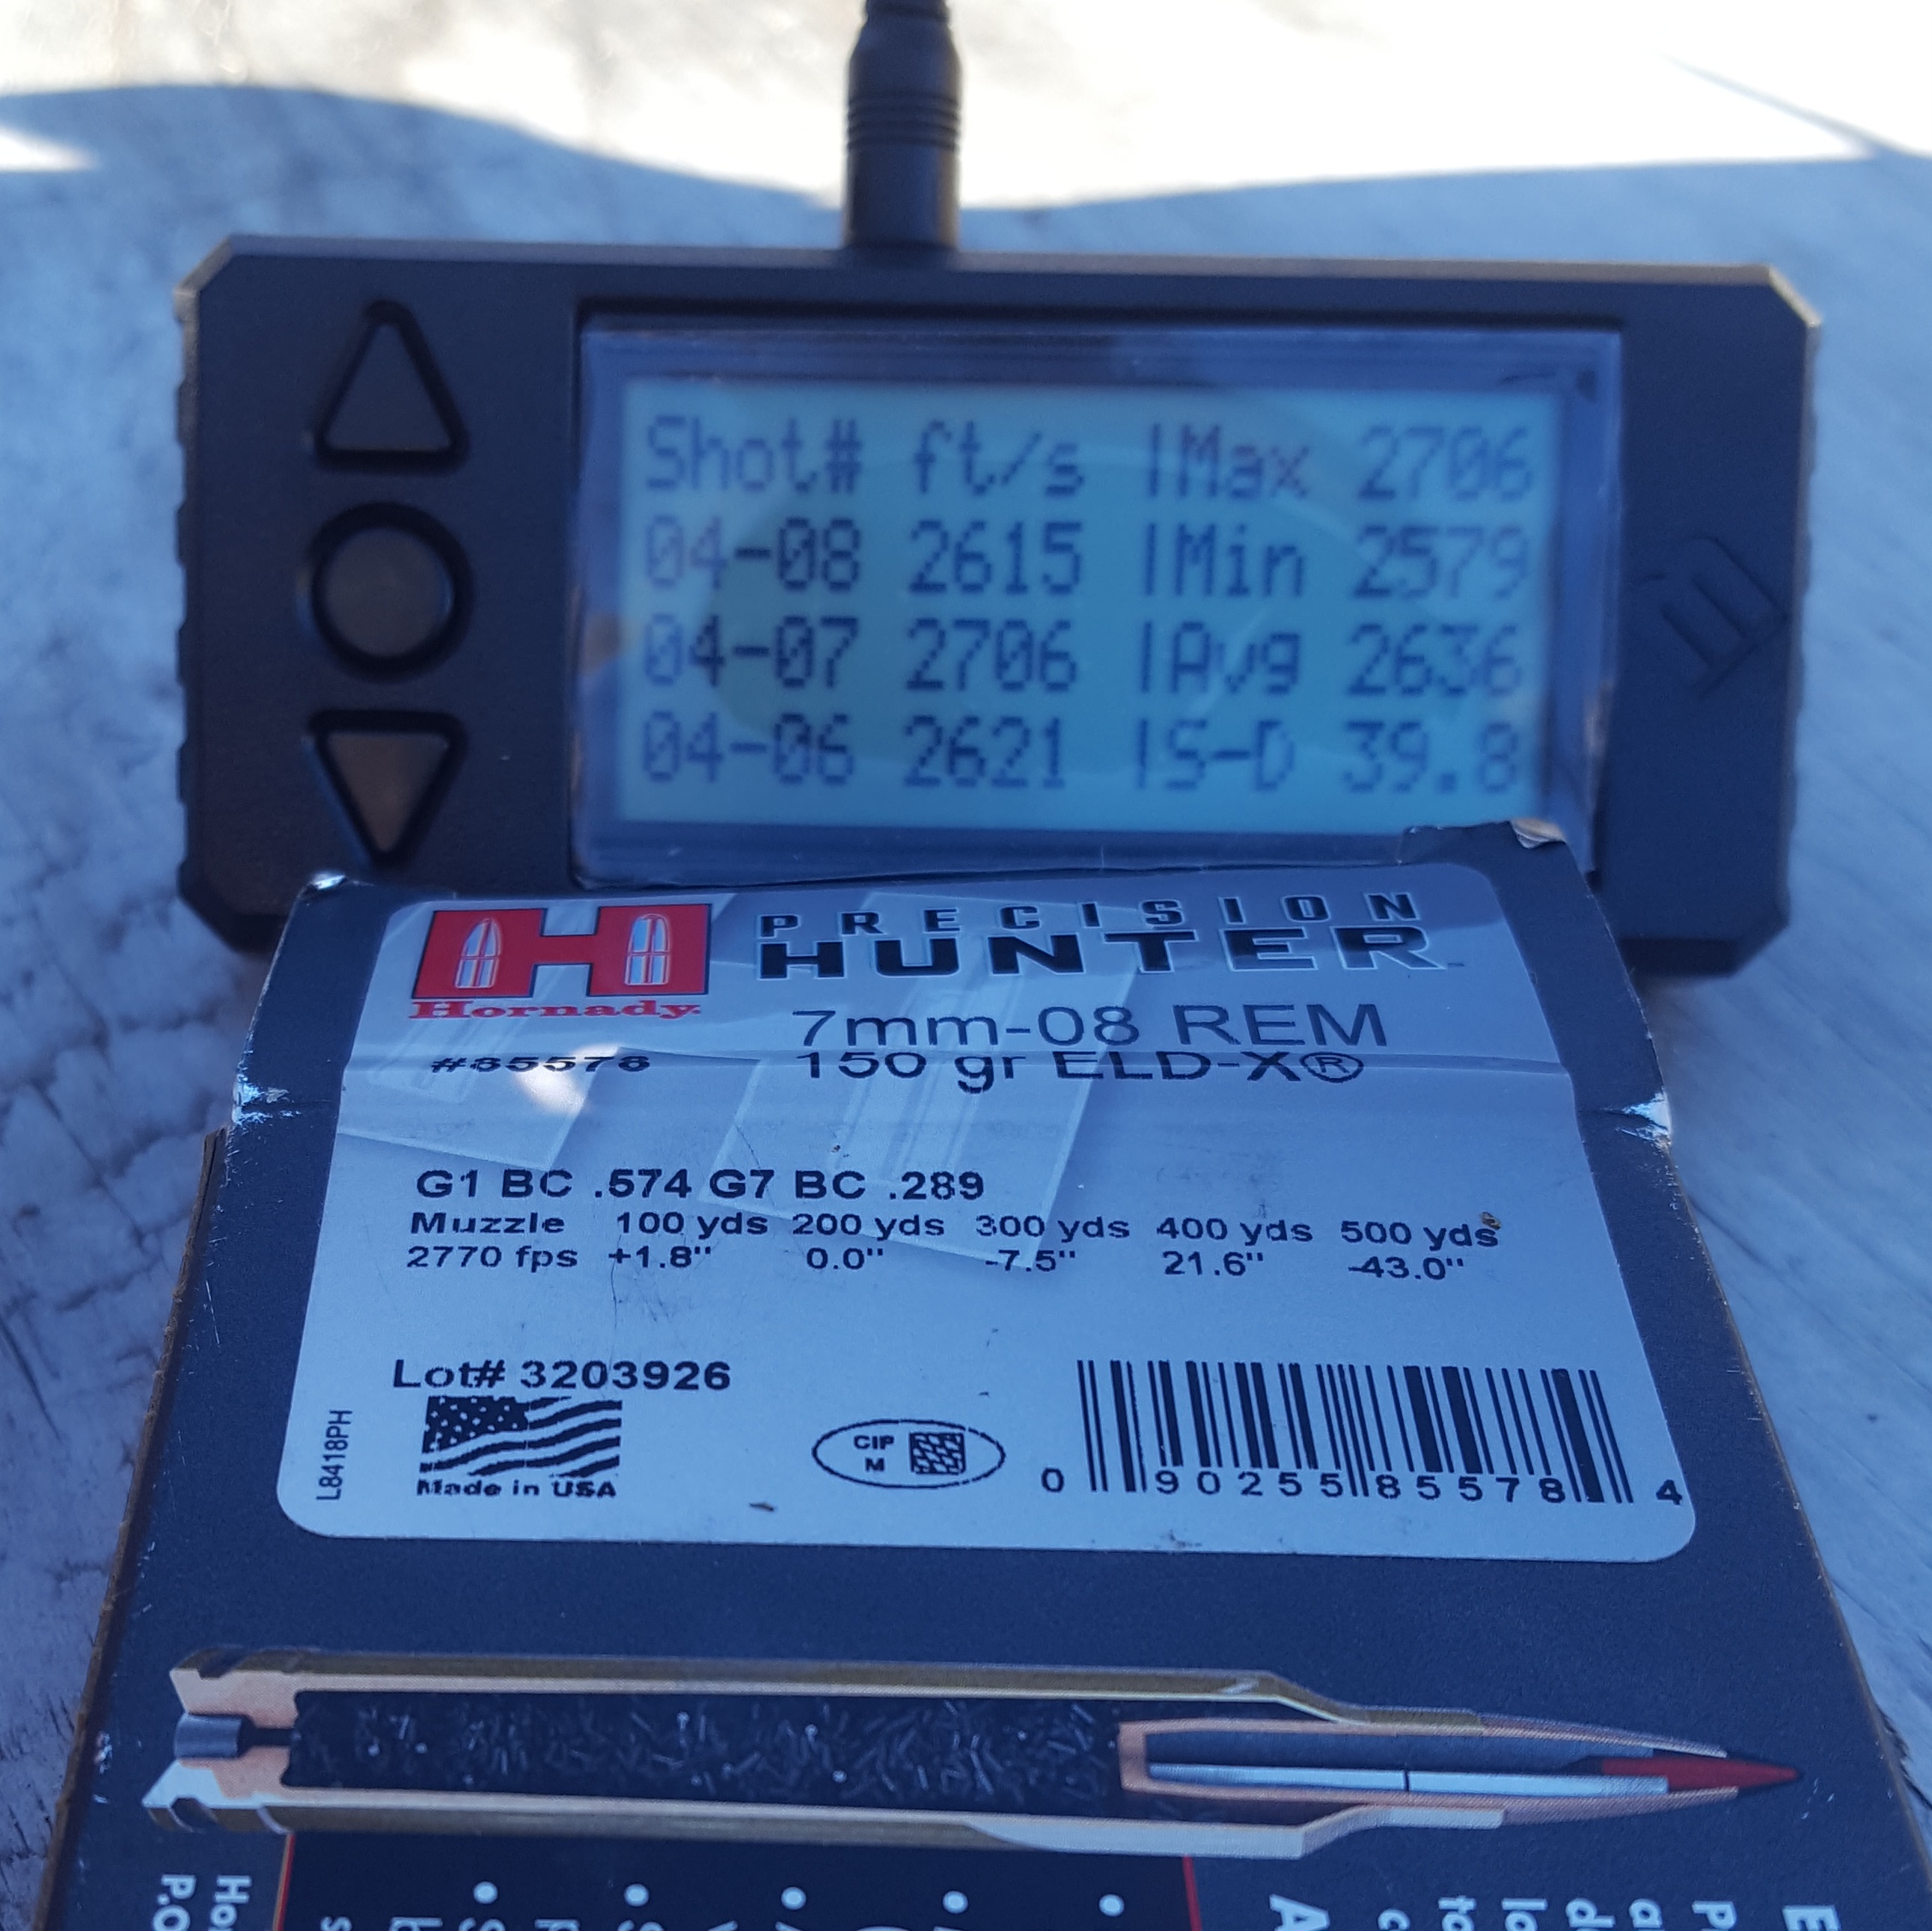 Shot# ft/s |Max 2706
04-08 2615 |Min 2579
04-07 2706 |Avg 2636
04-06 2621 |S-D 39.8
PRECISION
HUNTER
Hornady
7mm-08 REM
#85578 150 gr ELD-X®
G1 BC .574 G7 BC .289
Muzzle 100 yds 200 yds 300 yds 400 yds 500 yds
2770 fps +1.8" 0.0" -7.5" 21.6" -43.0"
Lot# 3203926
L8418PH
Made in USA
CIP
M
0 90255 85578 4